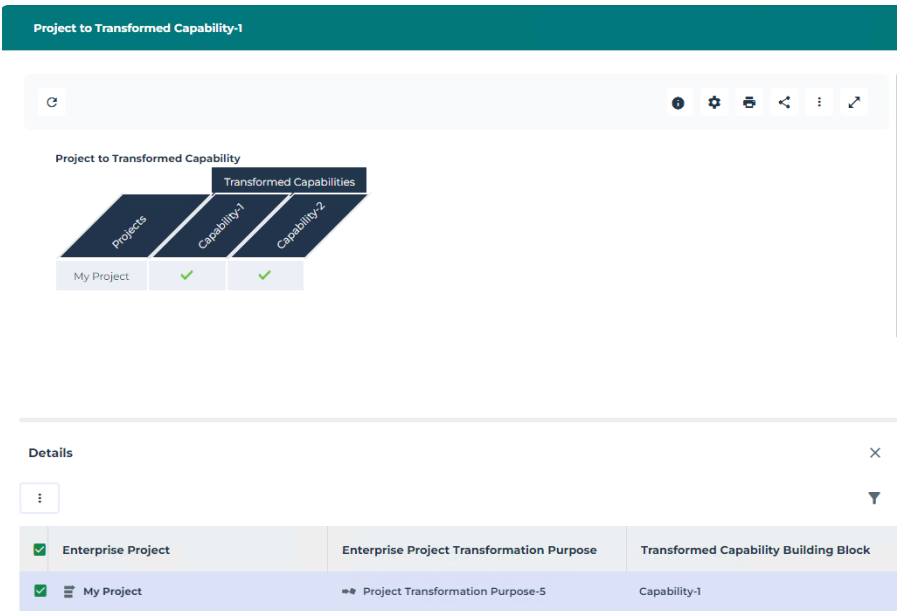 Project to Transformed Capability-1
Project to Transformed Capability
Transformed Capabilities
Projects
Capability-1
Capability-2
My Project
Details
Enterprise Project
Enterprise Project Transformation Purpose
Transformed Capability Building Block
My Project
Project Transformation Purpose-5
Capability-1